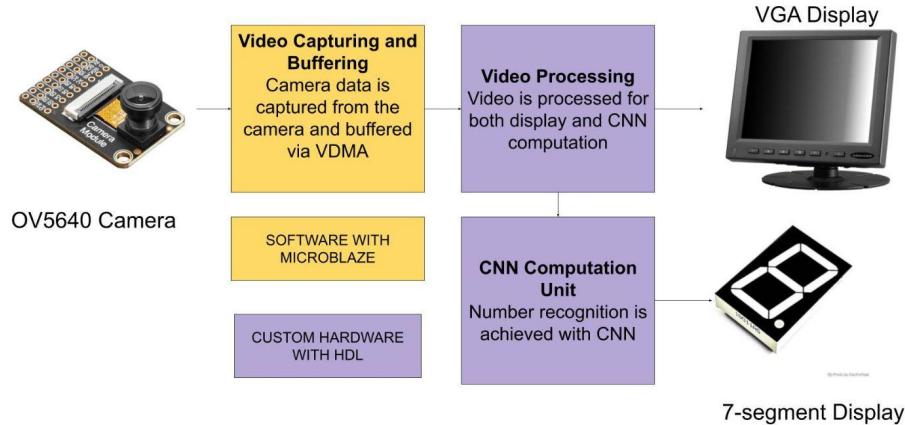 VGA Display
Video Capturing and
Buffering
Camera data is
captured from the
camera and buffered
via VDMA
Video Processing
Video is processed for
both display and CNN
computation
Camera
Module
OV5640 Camera
SOFTWARE WITH
MICROBLAZE
CUSTOM HARDWARE
WITH HDL
CNN Computation
Unit
Number recognition is
achieved with CNN
7-segment Display